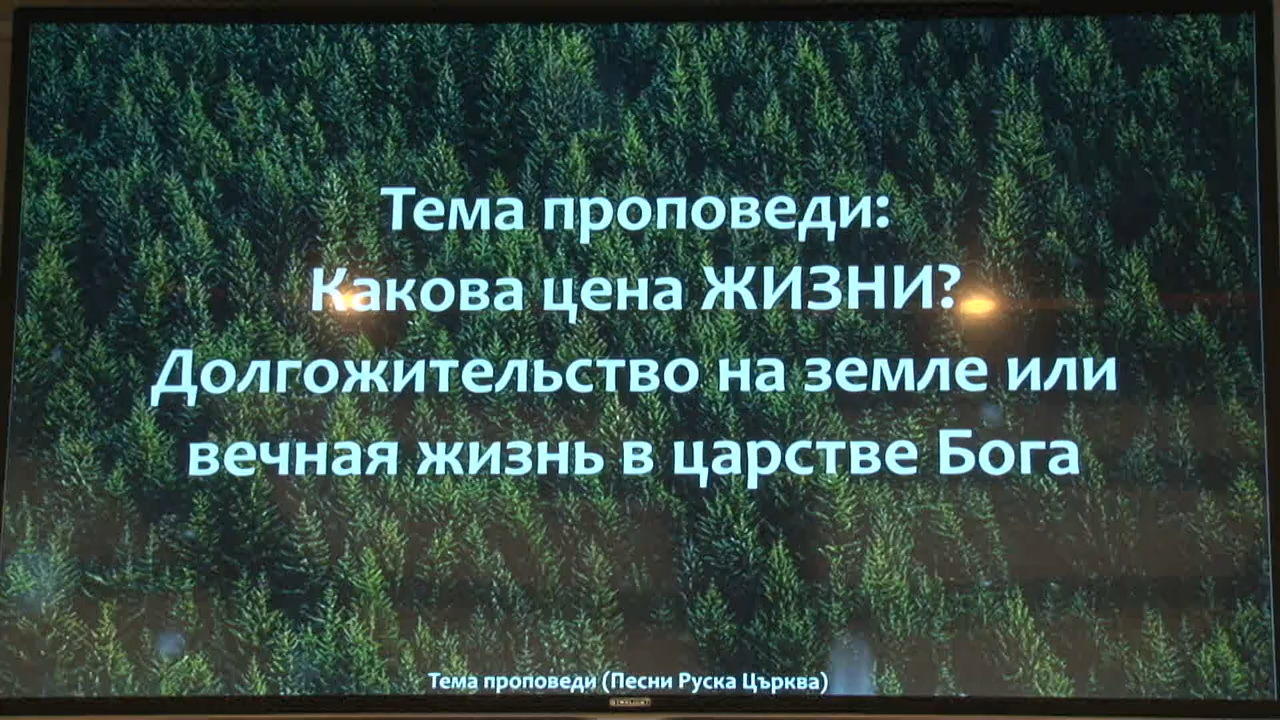 Тема проповеди:
Какова цена ЖИЗНИ?
Долгожительство на земле или
вечная жизнь в царстве Бога
Тема проповеди (Песни Руска Църква)